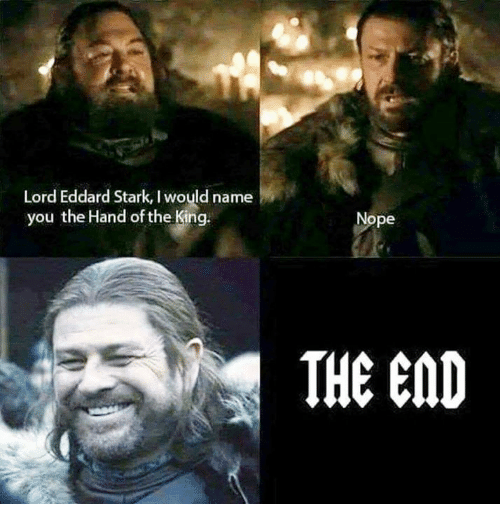 Lord Eddard Stark, I would name
you the Hand of the King.
Nope
THE END